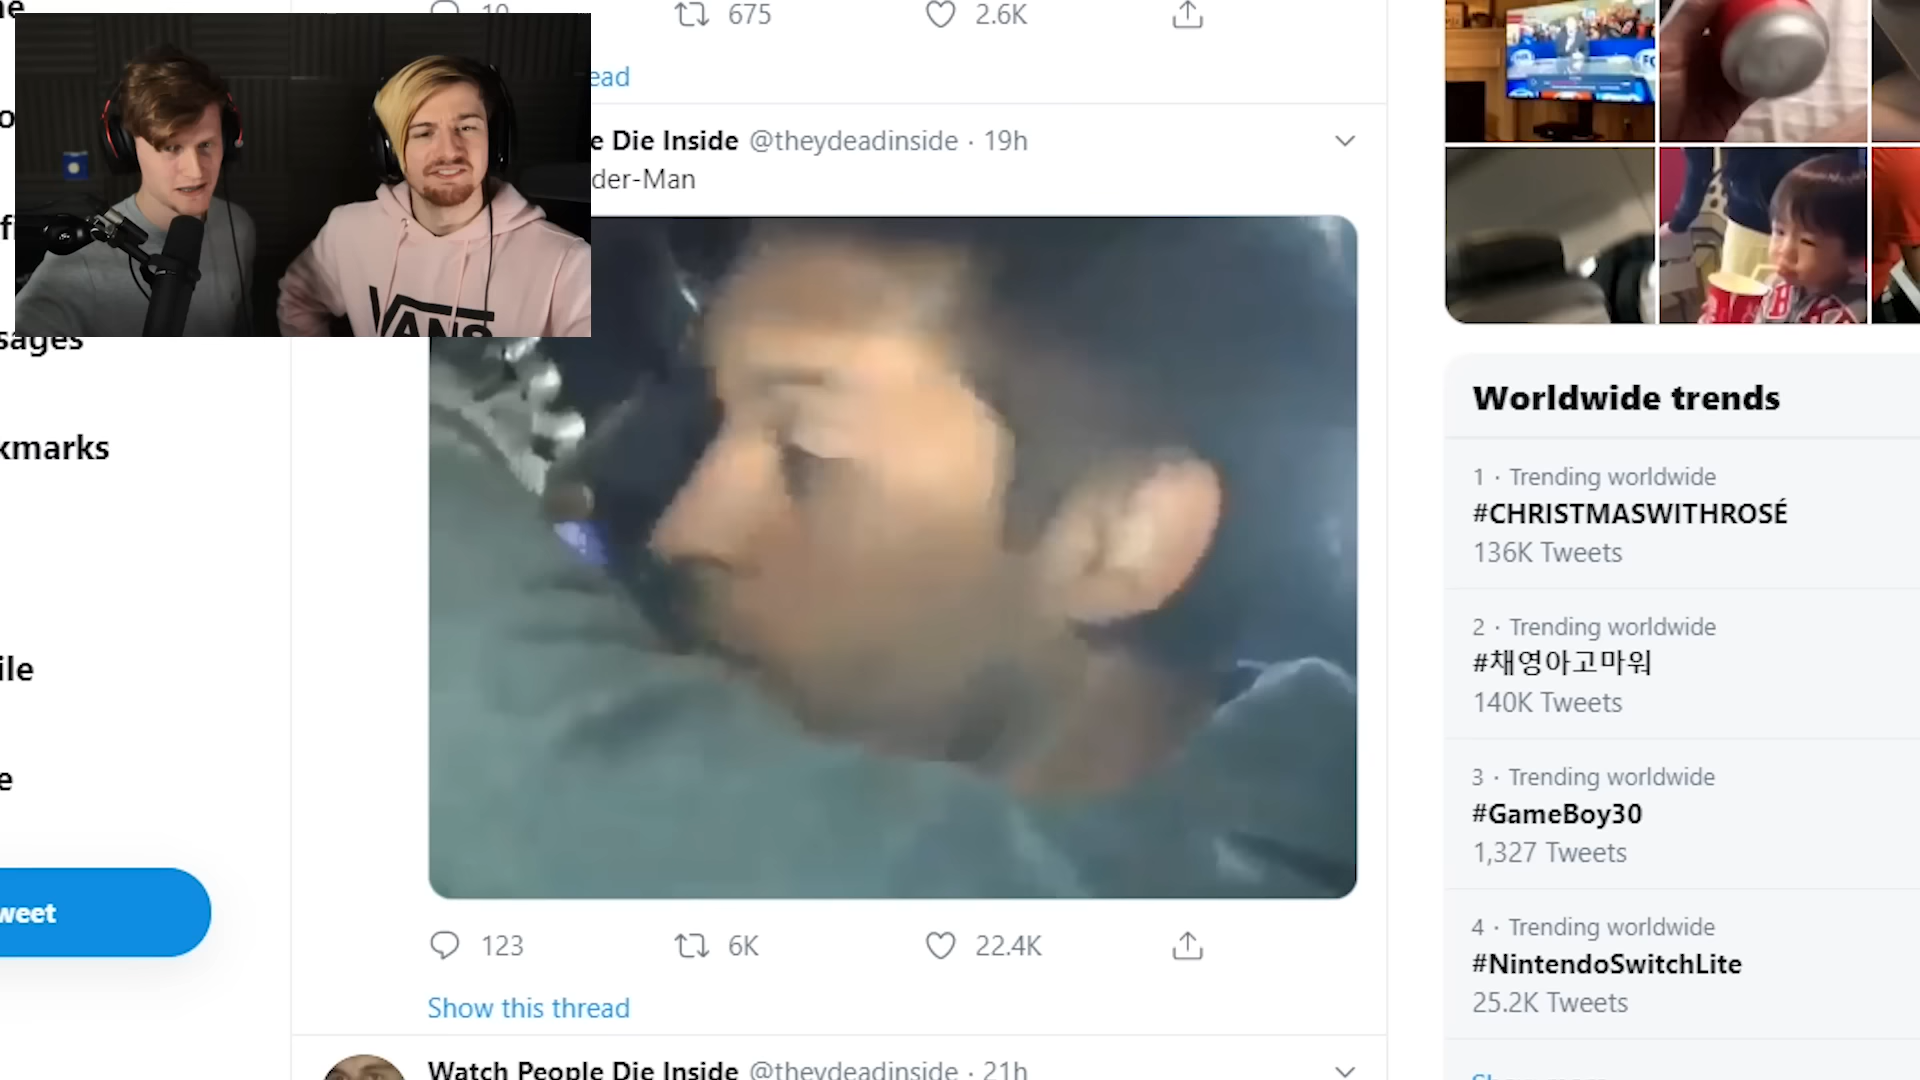 675
2.6K
ead
e Die Inside @theydeadinside · 19h
der-Man
VANS
sages
kmarks
ile
e
weet
123
6K
22.4K
Show this thread
Watch People Die Inside @theydeadinside · 21h
Worldwide trends
1 · Trending worldwide
#CHRISTMASWITHROSÉ
136K Tweets
2 · Trending worldwide
#채영아고마워
140K Tweets
3 · Trending worldwide
#GameBoy30
1,327 Tweets
4 · Trending worldwide
#NintendoSwitchLite
25.2K Tweets